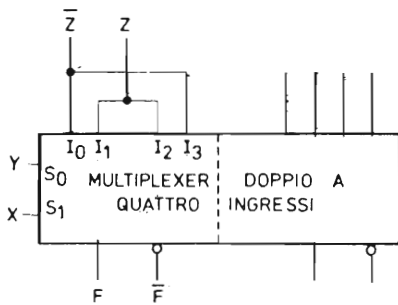 Z̅ Z
I0 I1 I2 I3
Y S0 MULTIPLEXER DOPPIO A
X S1 QUATTRO INGRESSI
F F̅